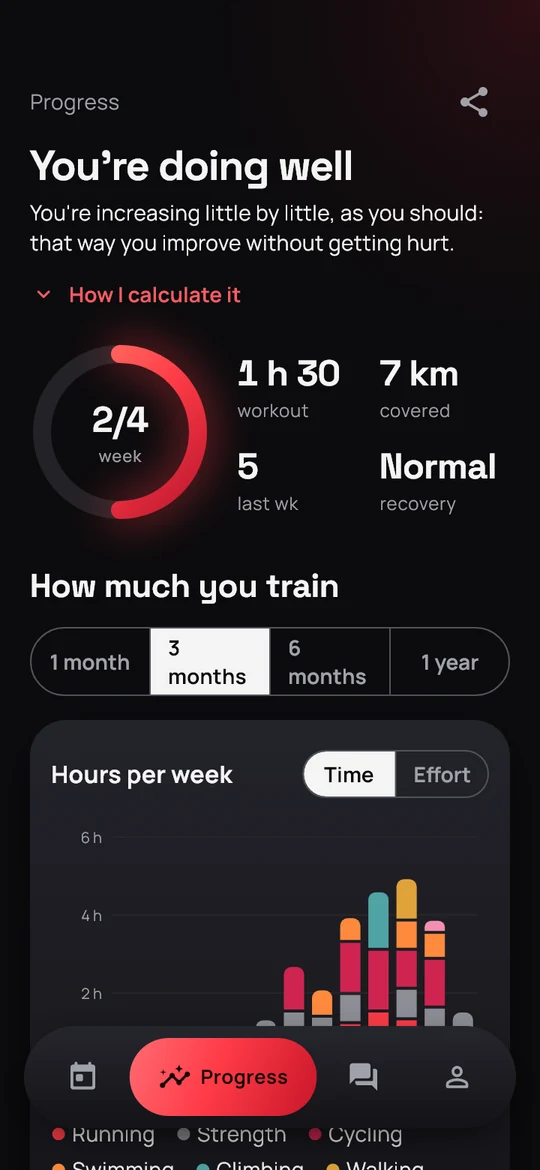 Progress
You're doing well
You're increasing little by little, as you should:
that way you improve without getting hurt.
How I calculate it
2/4
week
1 h 30
workout
7 km
covered
5
last wk
Normal
recovery
How much you train
1 month
3
months
6
months
1 year
Hours per week
Time
Effort
6 h
4 h
2 h
Progress
Running
Strength
Cycling
Swimming
Climbing
Walking